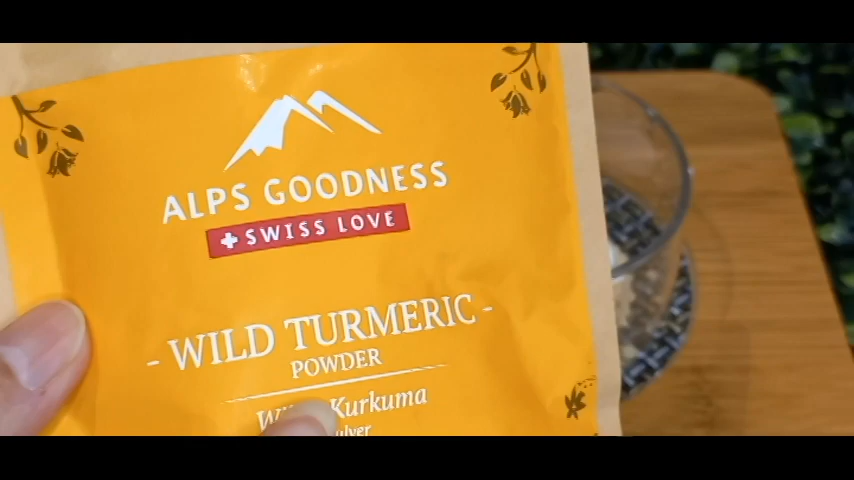 ALPS GOODNESS
SWISS LOVE
- WILD TURMERIC -
POWDER
Kurkuma